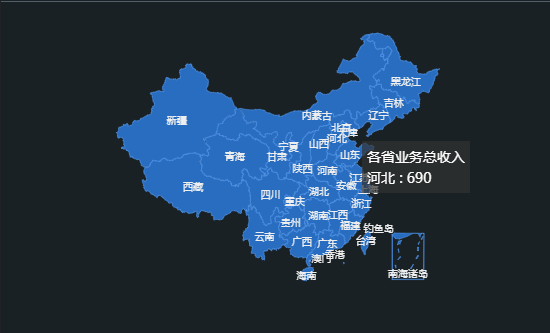 黑龙江
吉林
辽宁
新疆
内蒙古
北京
天津
河北
宁夏
山西
青海
甘肃
山东
陕西
河南
各省业务总收入
河北 : 690
西藏
江苏
安徽
上海
四川
湖北
重庆
浙江
湖南
江西
贵州
福建
钓鱼岛
云南
广西
广东
台湾
香港
澳门
海南
南海诸岛